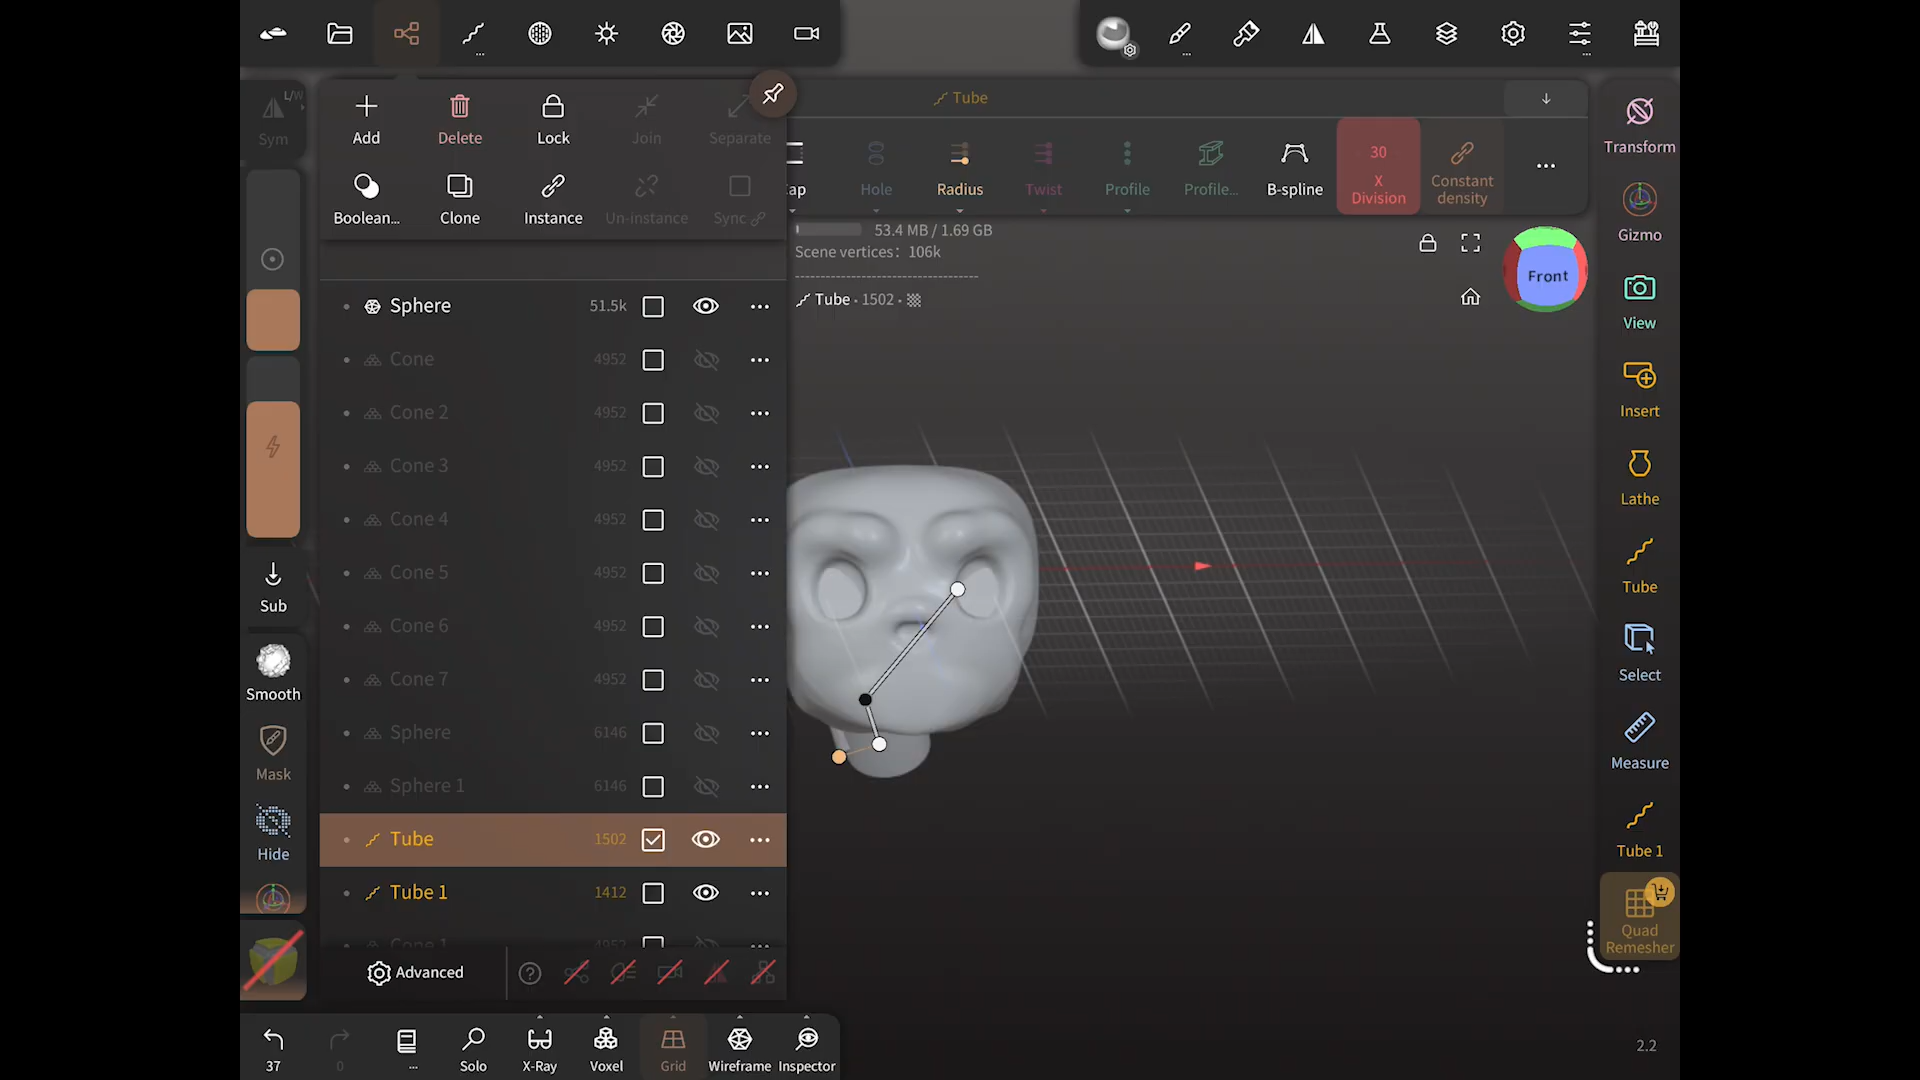 L/W
Sym
Add
Delete
Lock
Join
Separate
Boolean...
Clone
Instance
Un-instance
Sync
Tube
ap
Hole
Radius
Twist
Profile
Profile...
B-spline
30
X
Division
Constant
density
...
53.4 MB / 1.69 GB
Scene vertices: 106k
Tube • 1502 •
Front
Sphere 51.5k
Cone 4952
Cone 2 4952
Cone 3 4952
Cone 4 4952
Cone 5 4952
Cone 6 4952
Cone 7 4952
Sphere 6146
Sphere 1 6146
Tube 1502
Tube 1 1412
Cone 1 4952
Advanced
Sub
Smooth
Mask
Hide
Transform
Gizmo
View
Insert
Lathe
Tube
Select
Measure
Tube 1
Quad
Remesher
37
0
...
Solo
X-Ray
Voxel
Grid
Wireframe
Inspector
2.2